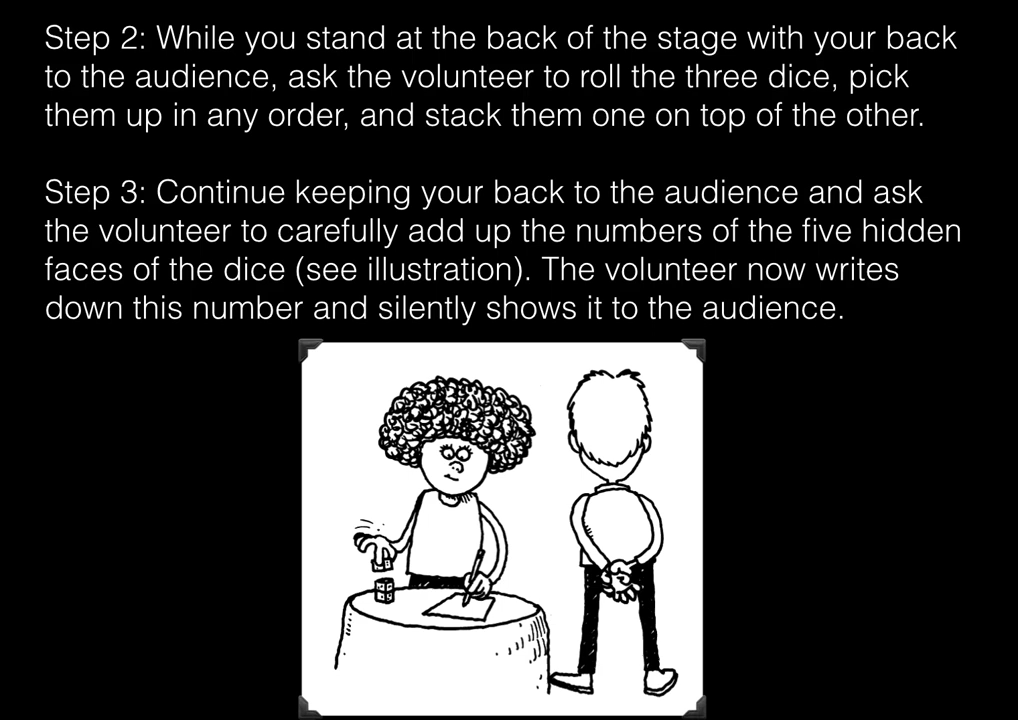 Step 2: While you stand at the back of the stage with your back
to the audience, ask the volunteer to roll the three dice, pick
them up in any order, and stack them one on top of the other.
Step 3: Continue keeping your back to the audience and ask
the volunteer to carefully add up the numbers of the five hidden
faces of the dice (see illustration). The volunteer now writes
down this number and silently shows it to the audience.